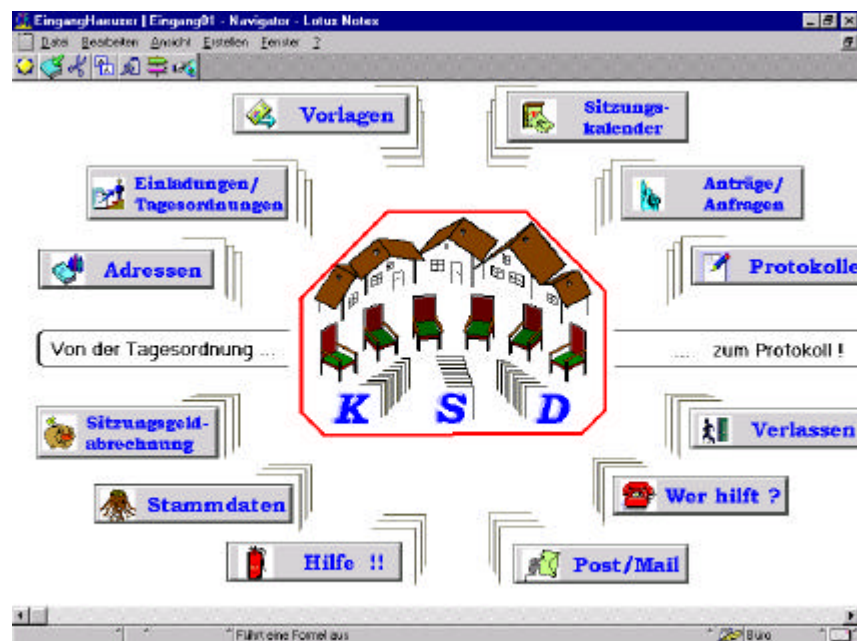 EingangHaeuzer | Eingang01 - Navigator - Lotus Notes
Datei Bearbeiten Ansicht Erstellen Fenster ?
Vorlagen
Sitzungs-
kalender
Einladungen/
Tagesordnungen
Anträge/
Anfragen
Adressen
Protokolle
Von der Tagesordnung ...
.... zum Protokoll !
K S D
Sitzungsgeld-
abrechnung
Verlassen
Stammdaten
Wer hilft ?
Hilfe !!
Post/Mail
Führt eine Formel aus
Büro